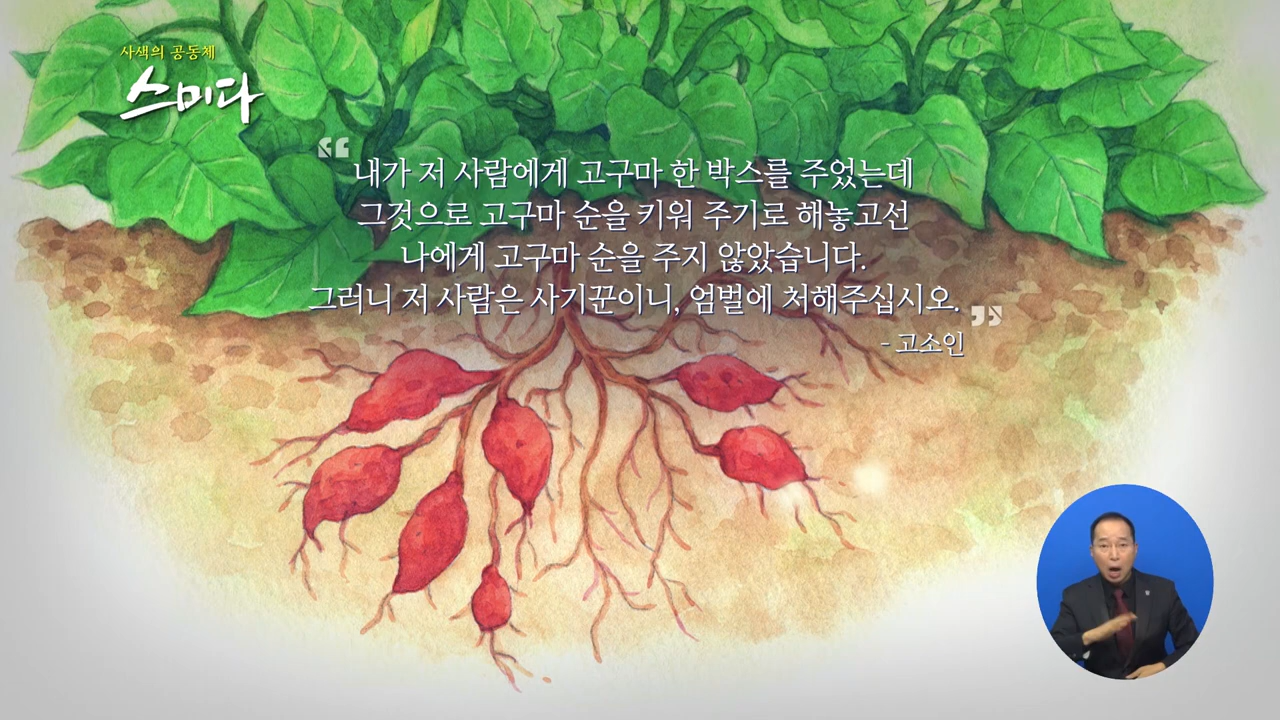 사색의 공동체
스미다
“내가 저 사람에게 고구마 한 박스를 주었는데
그것으로 고구마 순을 키워 주기로 해놓고선
나에게 고구마 순을 주지 않았습니다.
그러니 저 사람은 사기꾼이니, 엄벌에 처해주십시오.”
- 고소인